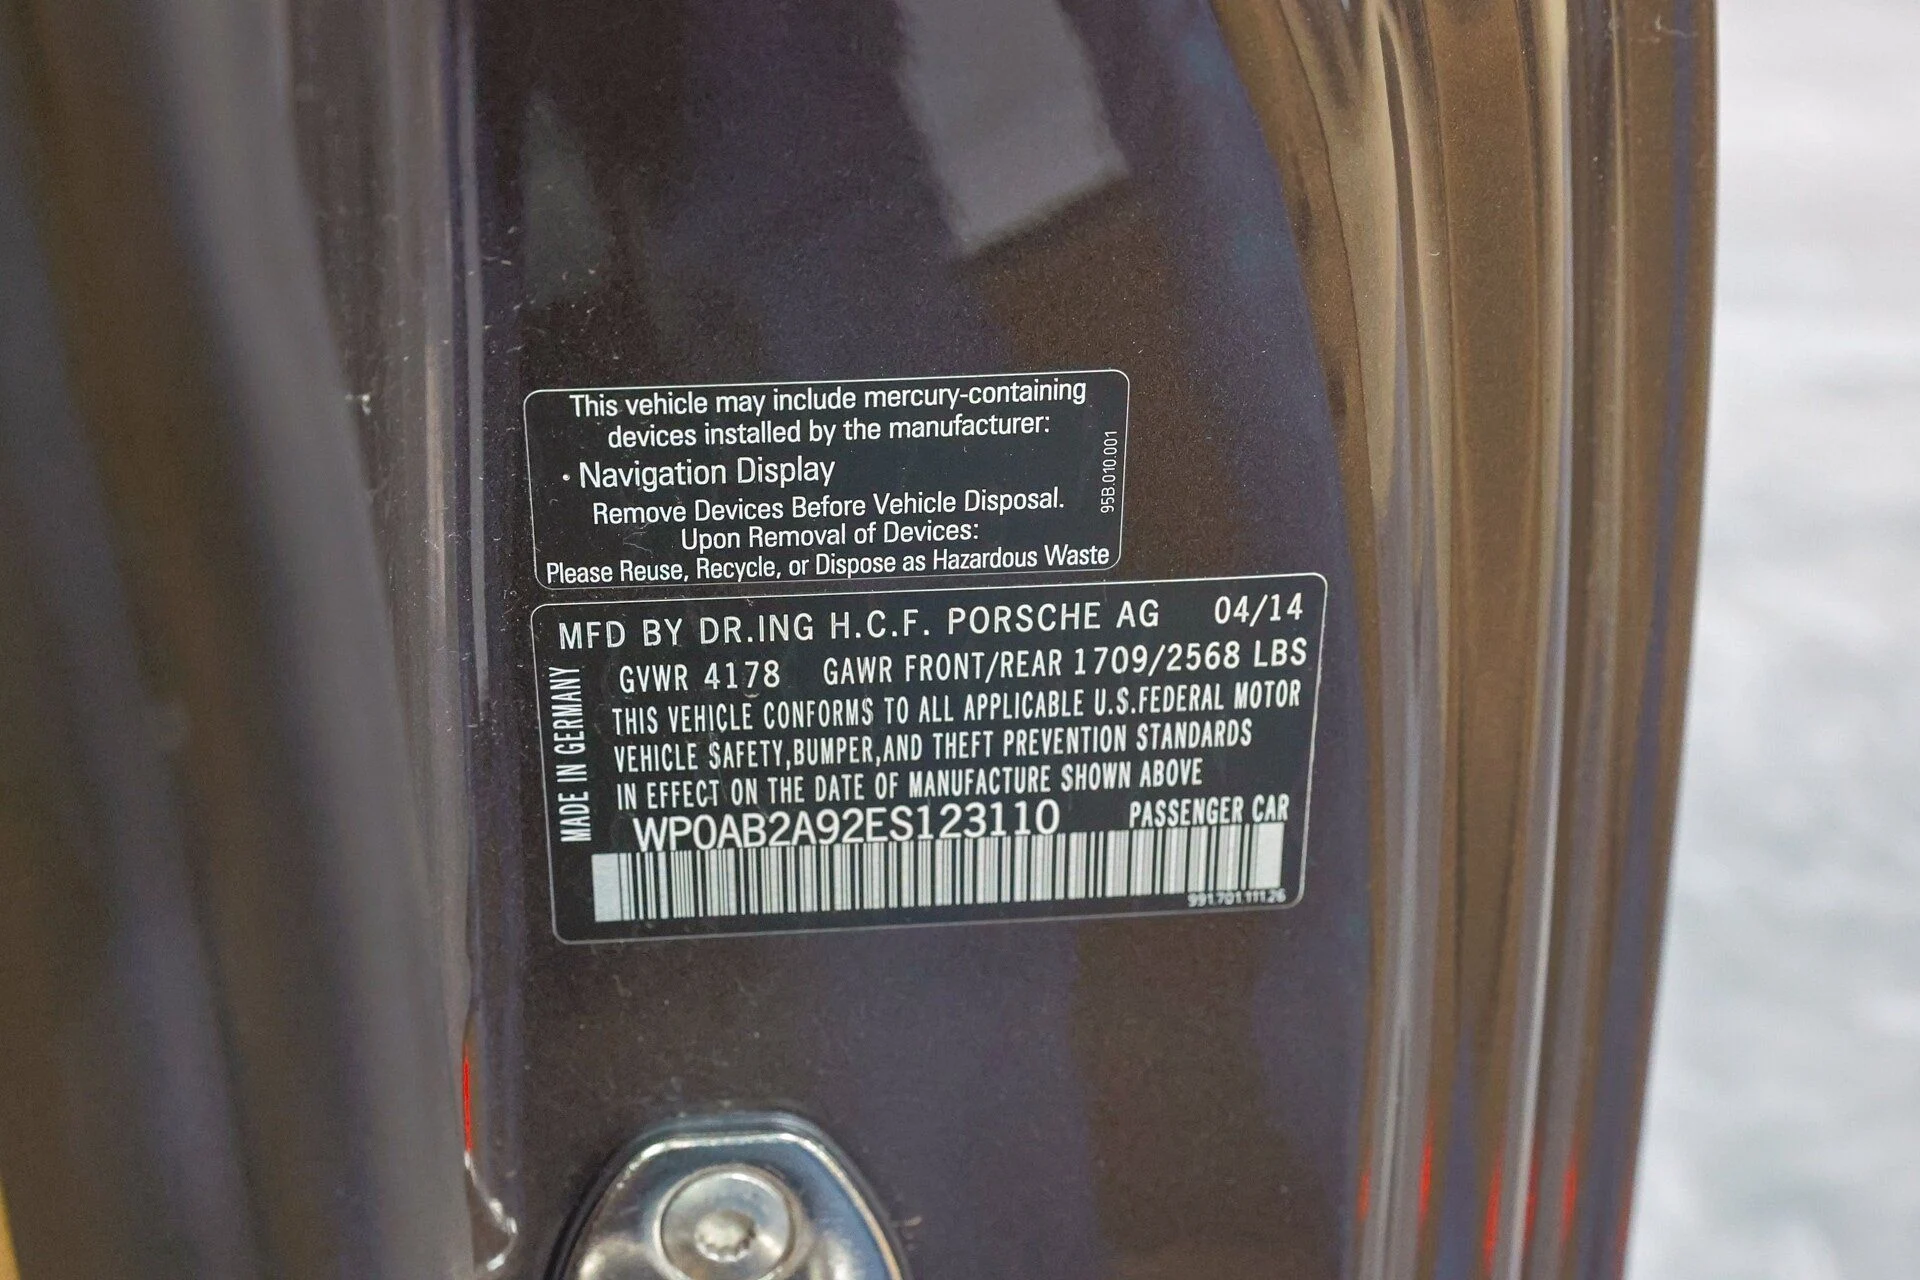 This vehicle may include mercury-containing
devices installed by the manufacturer:
· Navigation Display
Remove Devices Before Vehicle Disposal.
Upon Removal of Devices:
Please Reuse, Recycle, or Dispose as Hazardous Waste
95B.010.001
MFD BY DR.ING H.C.F. PORSCHE AG 04/14
GVWR 4178 GAWR FRONT/REAR 1709/2568 LBS
THIS VEHICLE CONFORMS TO ALL APPLICABLE U.S.FEDERAL MOTOR
VEHICLE SAFETY,BUMPER,AND THEFT PREVENTION STANDARDS
IN EFFECT ON THE DATE OF MANUFACTURE SHOWN ABOVE
WP0AB2A92ES123110 PASSENGER CAR
MADE IN GERMANY
991.701.111.26